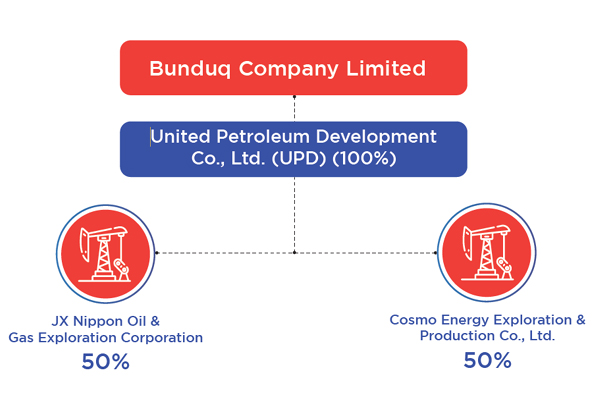 Bunduq Company Limited
United Petroleum Development
Co., Ltd. (UPD) (100%)
JX Nippon Oil &
Gas Exploration Corporation
50%
Cosmo Energy Exploration &
Production Co., Ltd.
50%